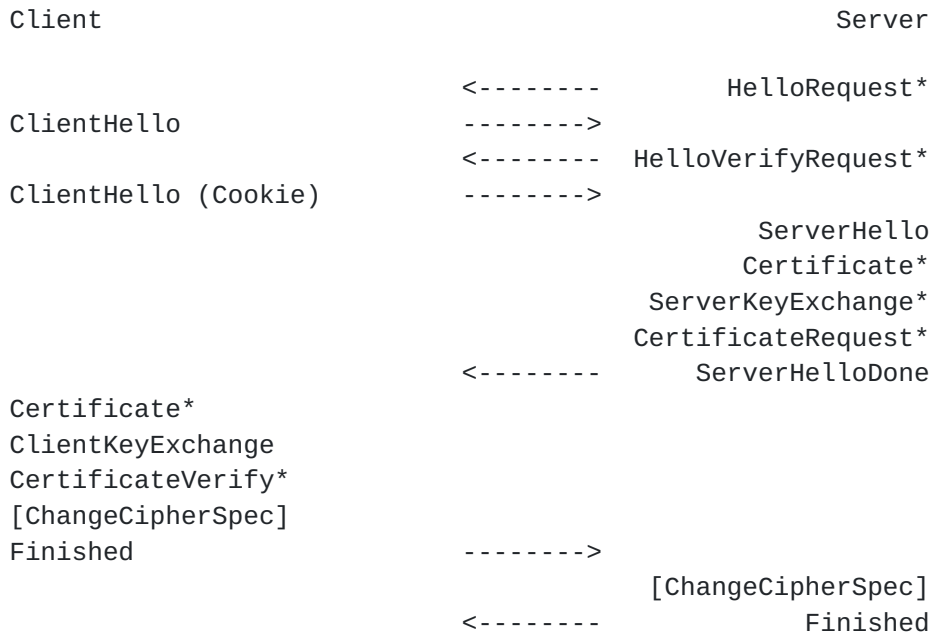 Client Server
<-------- HelloRequest*
ClientHello -------->
<-------- HelloVerifyRequest*
ClientHello (Cookie) -------->
ServerHello
Certificate*
ServerKeyExchange*
CertificateRequest*
<-------- ServerHelloDone
Certificate*
ClientKeyExchange
CertificateVerify*
[ChangeCipherSpec]
Finished -------->
[ChangeCipherSpec]
<-------- Finished